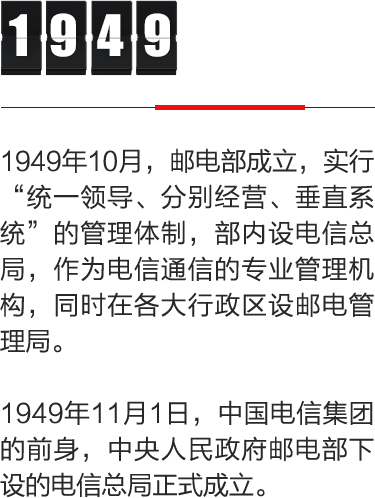 1949
1949年10月，邮电部成立，实行
“统一领导、分别经营、垂直系
统”的管理体制，部内设电信总
局，作为电信通信的专业管理机
构，同时在各大行政区设邮电管
理局。
1949年11月1日，中国电信集团
的前身，中央人民政府邮电部下
设的电信总局正式成立。